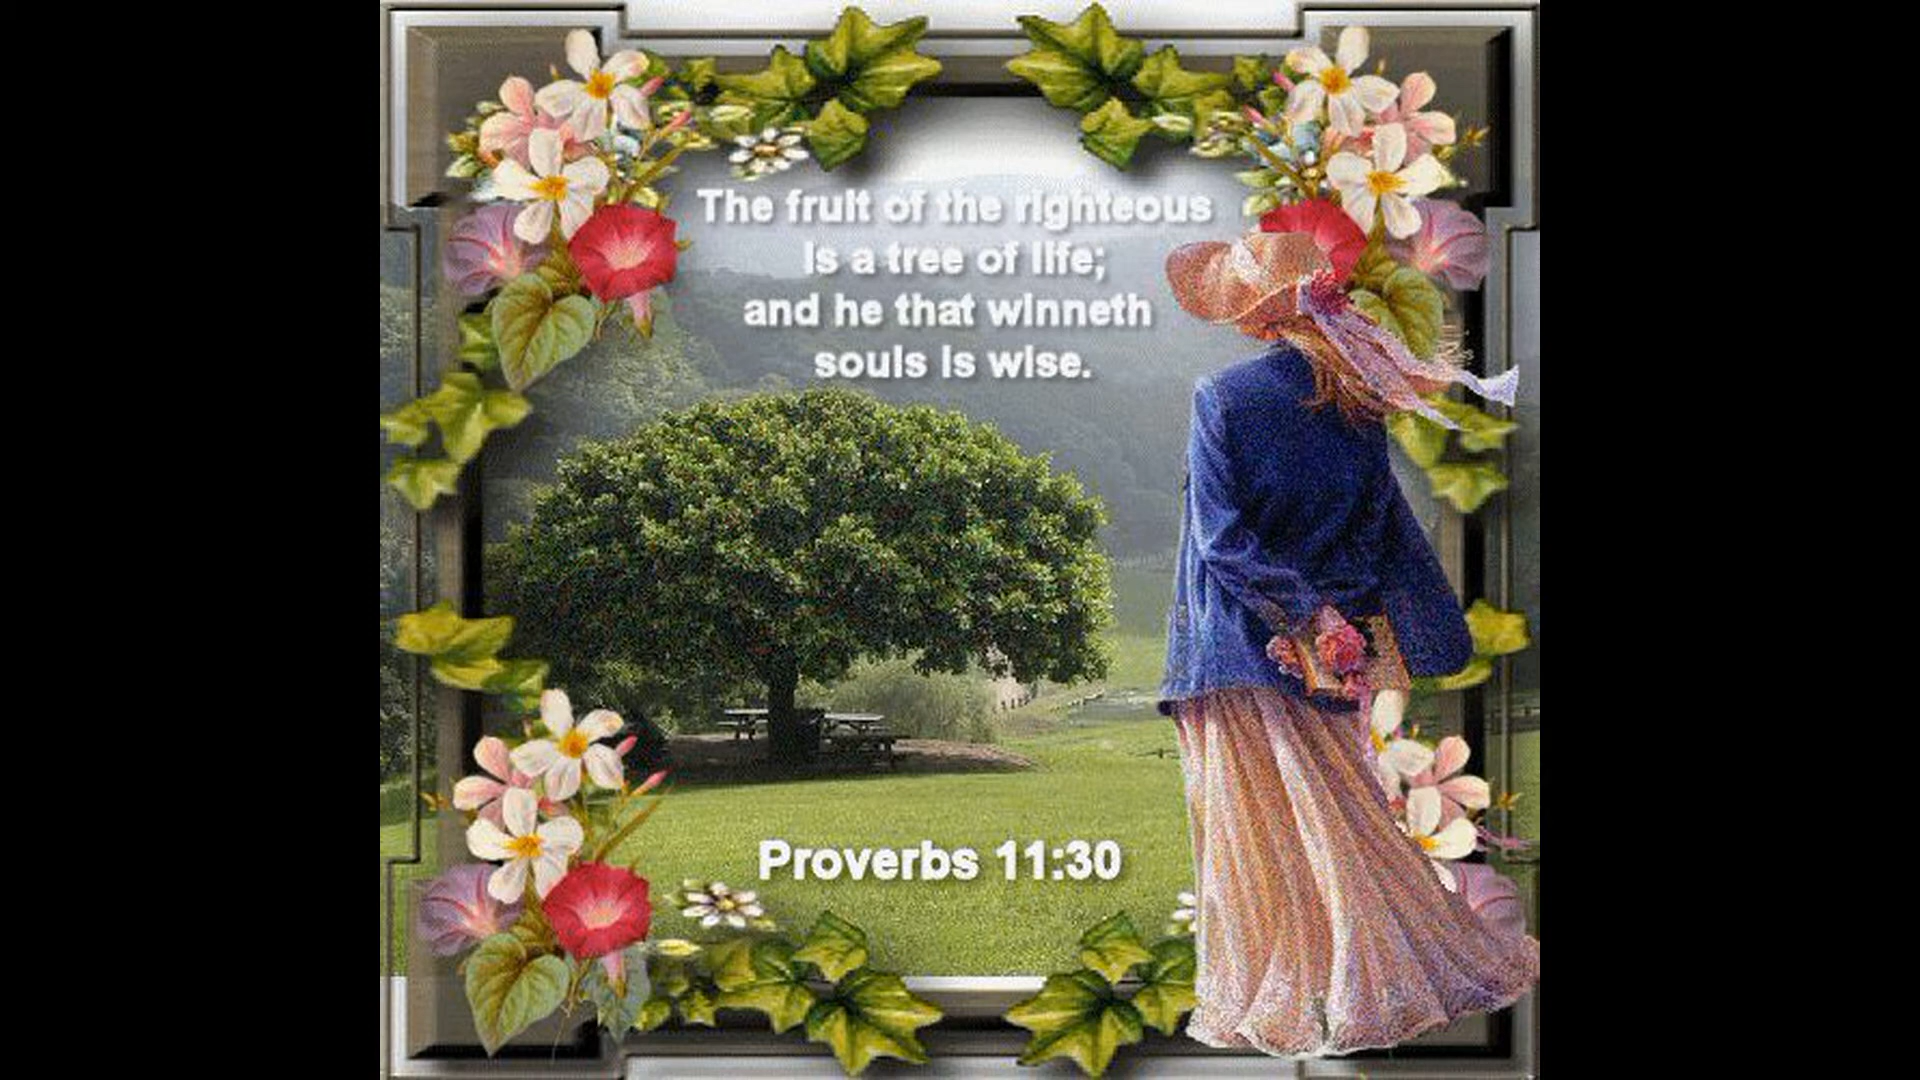 The fruit of the righteous
is a tree of life;
and he that winneth
souls is wise.
Proverbs 11:30